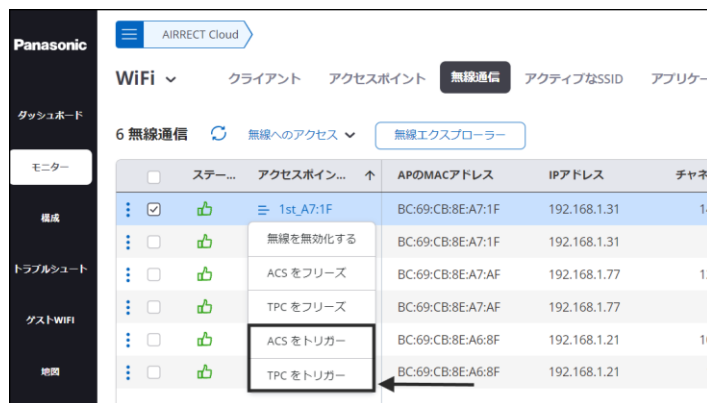 Panasonic
AIRRECT Cloud
WiFi
クライアント アクセスポイント 無線通信 アクティブなSSID アプリケー
ダッシュボード
6 無線通信 無線へのアクセス 無線エクスプローラー
モニター
ステー... アクセスポイン... ↑ APのMACアドレス IPアドレス チャネ
構成
1st_A7:1F BC:69:CB:8E:A7:1F 192.168.1.31
無線を無効化する BC:69:CB:8E:A7:1F 192.168.1.31
トラブルシュート
ACS をフリーズ BC:69:CB:8E:A7:AF 192.168.1.77
TPC をフリーズ BC:69:CB:8E:A7:AF 192.168.1.77
ゲストWIFI
ACS をトリガー BC:69:CB:8E:A6:8F 192.168.1.21
地図
TPC をトリガー BC:69:CB:8E:A6:8F 192.168.1.21